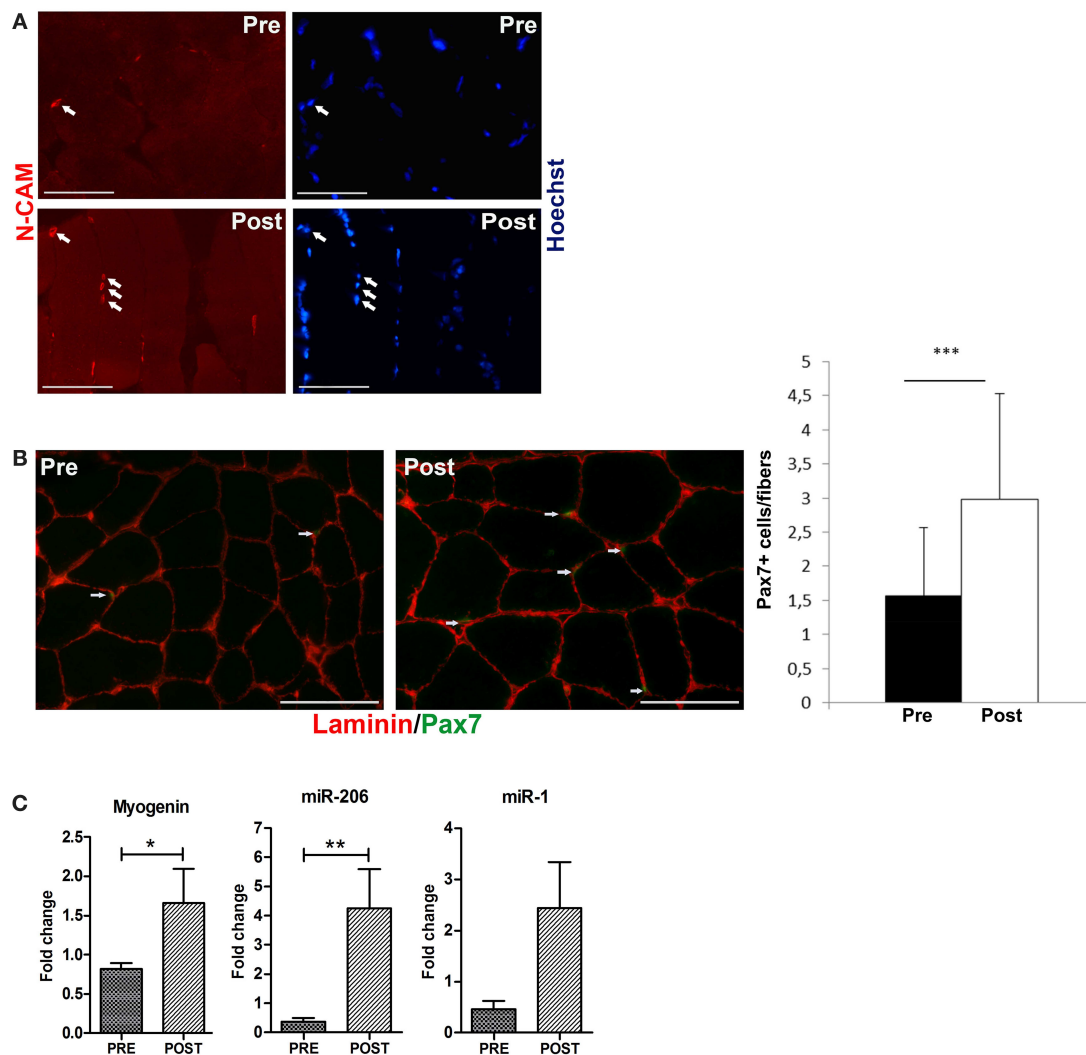 A
Pre
Pre
N-CAM
Hoechst
Post
Post
B
Pre
Post
Laminin/Pax7
***
Pax7+ cells/fibers
5
4,5
4
3,5
3
2,5
2
1,5
1
0,5
0
Pre
Post
C
Myogenin
*
Fold change
2.5
2.0
1.5
1.0
0.5
0.0
PRE
POST
miR-206
**
Fold change
7
6
5
4
3
2
1
0
PRE
POST
miR-1
Fold change
4
3
2
1
0
PRE
POST